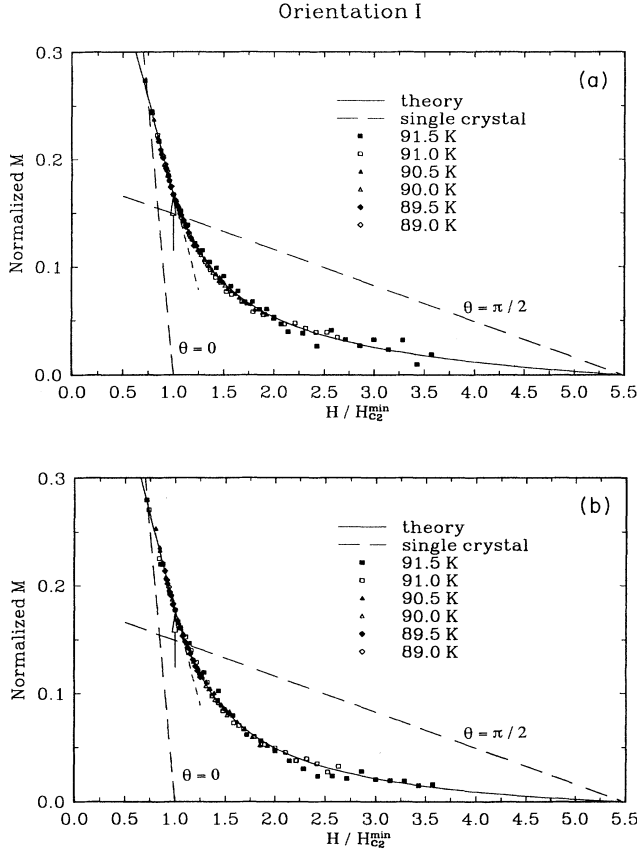 Orientation I
(a)
0.3
0.2
0.1
0.0
Normalized M
theory
single crystal
91.5 K
91.0 K
90.5 K
90.0 K
89.5 K
89.0 K
θ = π / 2
θ = 0
0.0 0.5 1.0 1.5 2.0 2.5 3.0 3.5 4.0 4.5 5.0 5.5
H / H_{C2}^{min}
(b)
0.3
0.2
0.1
0.0
Normalized M
theory
single crystal
91.5 K
91.0 K
90.5 K
90.0 K
89.5 K
89.0 K
θ = π / 2
θ = 0
0.0 0.5 1.0 1.5 2.0 2.5 3.0 3.5 4.0 4.5 5.0 5.5
H / H_{C2}^{min}